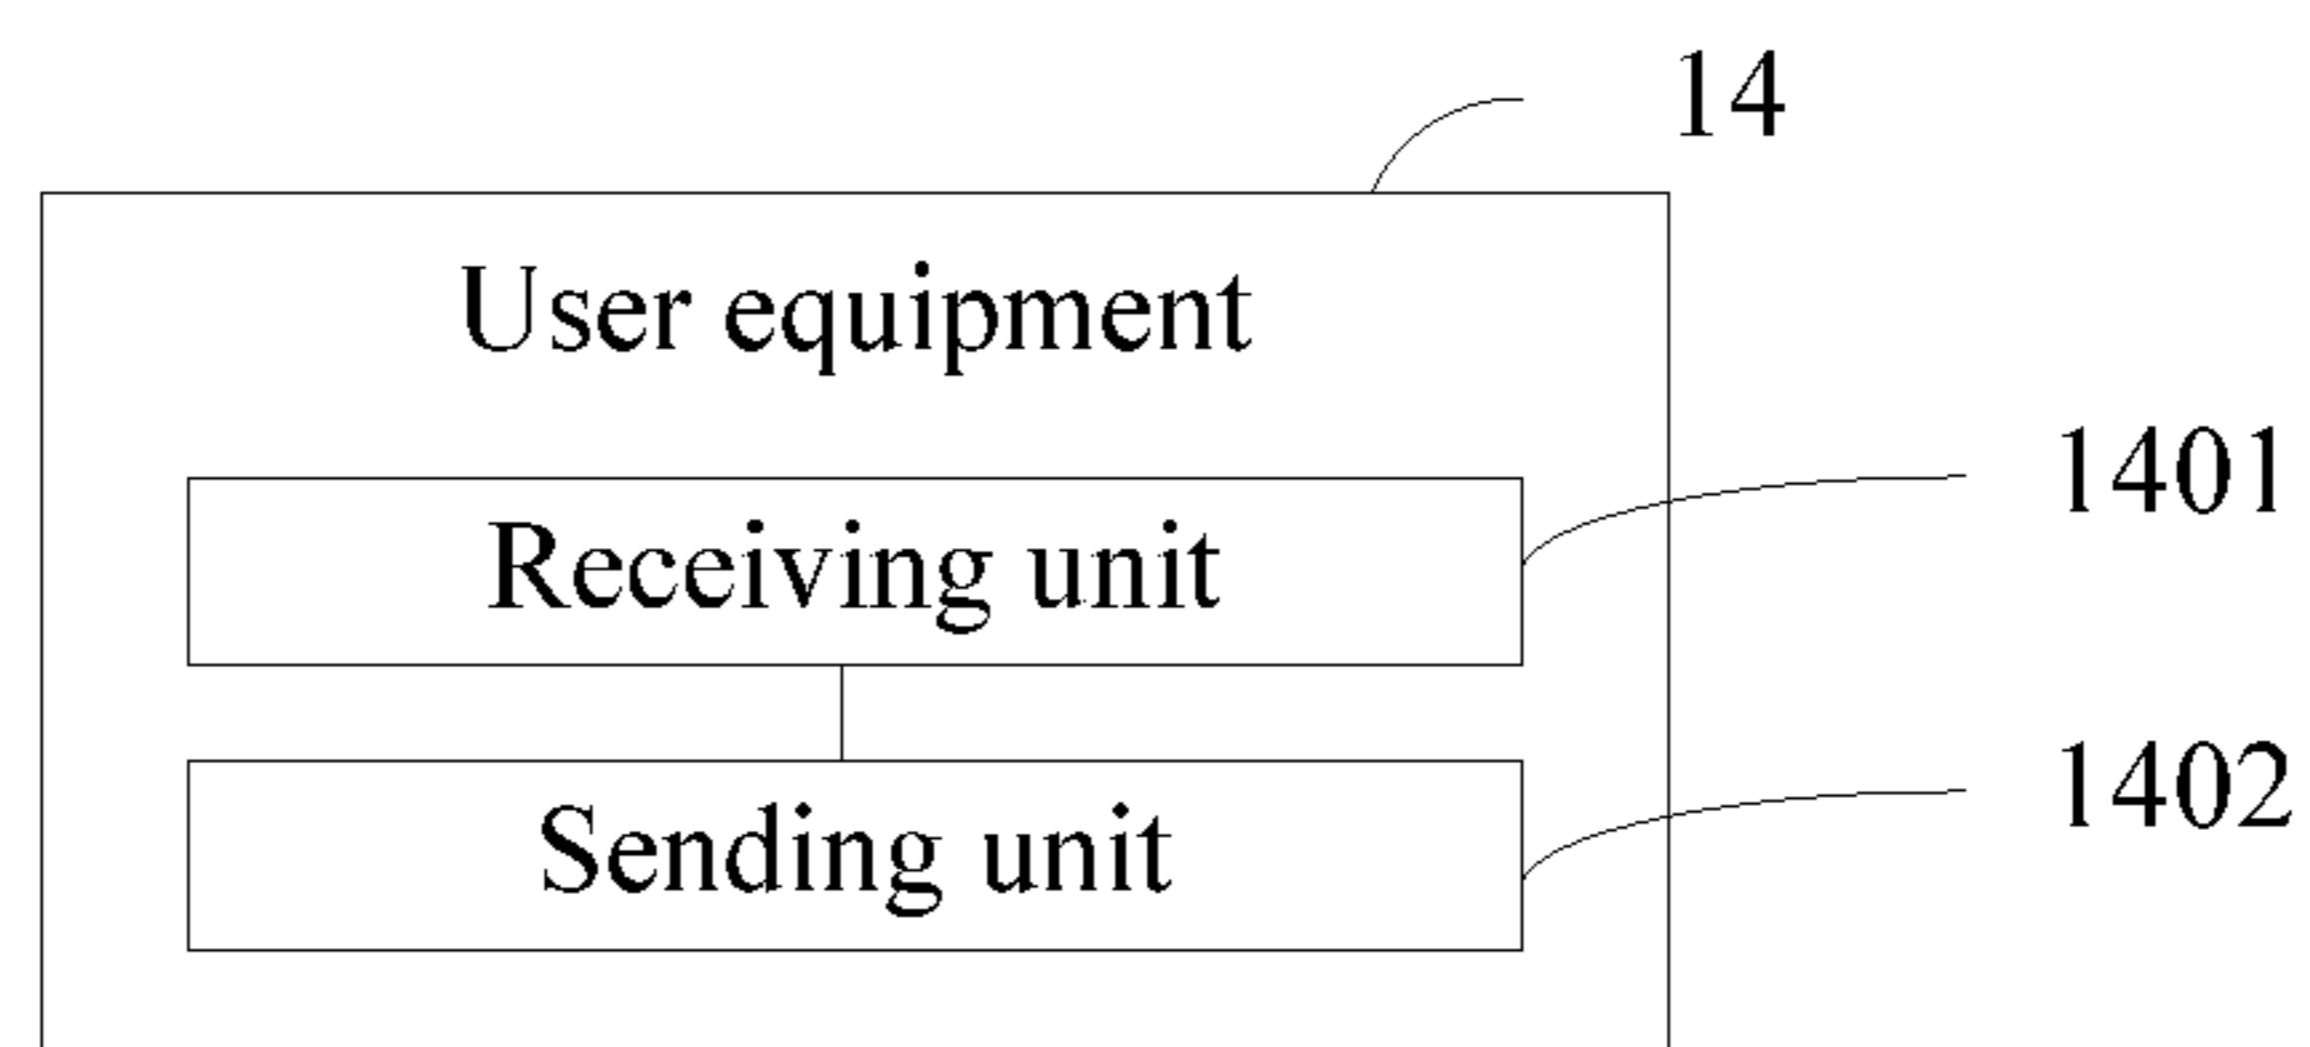 14
User equipment
1401
Receiving unit
1402
Sending unit